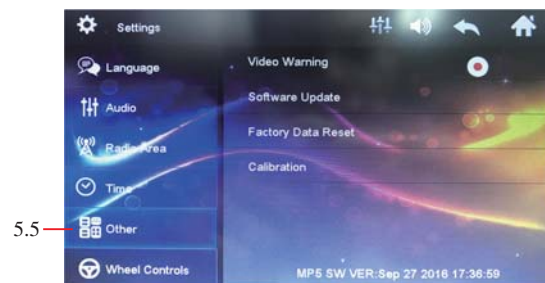 Settings
Language
Audio
Radio Area
Time
5.5
Other
Wheel Controls
Video Warning
Software Update
Factory Data Reset
Calibration
MP5 SW VER:Sep 27 2016 17:36:59